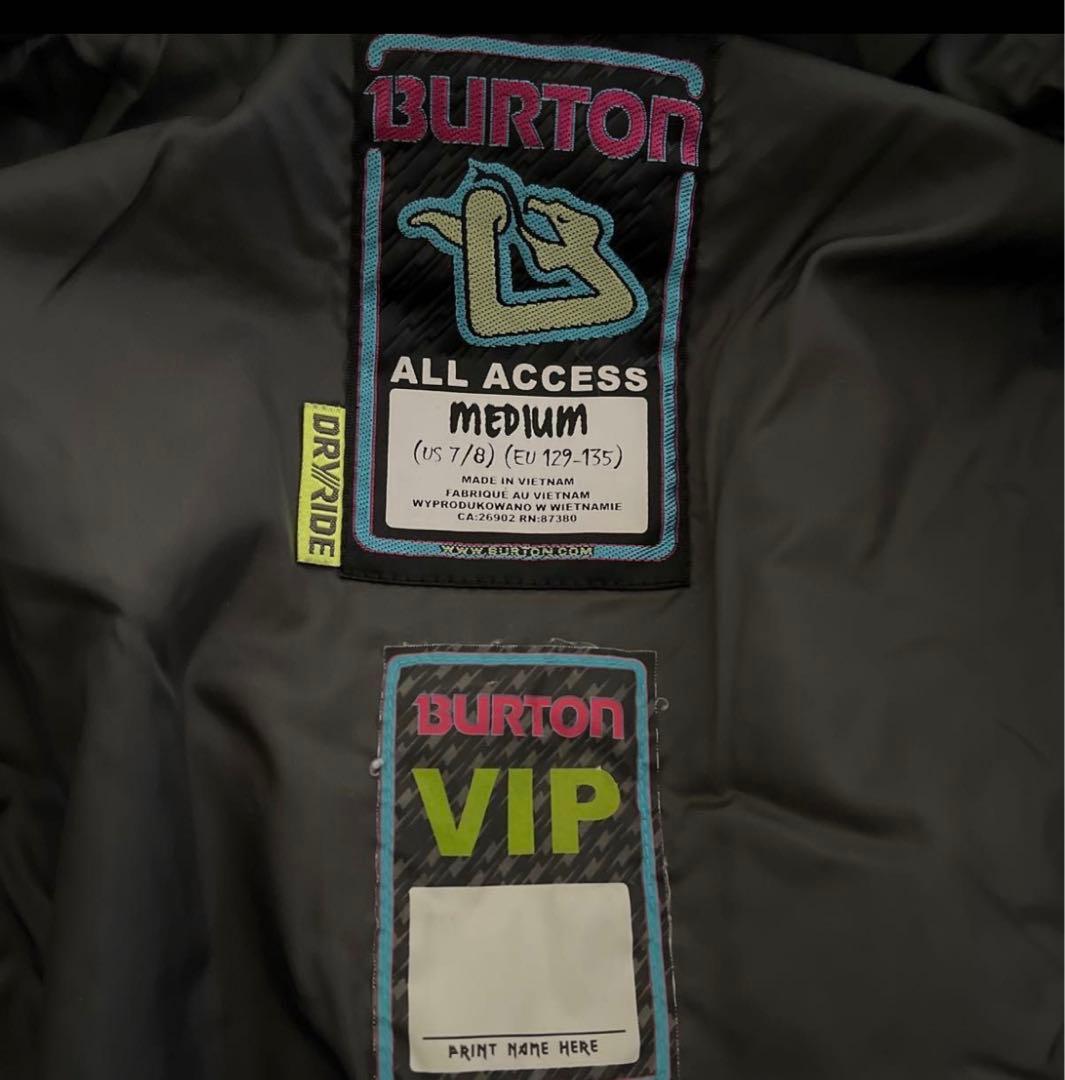 BURTON
ALL ACCESS
MEDIUM
(US 7/8) (EU 129-135)
MADE IN VIETNAM
FABRIQUÉ AU VIETNAM
WYPRODUKOWANO W WIETNAMIE
CA:26902 RN:87380
WWW.BURTON.COM
DRY//RIDE
BURTON
VIP
PRINT NAME HERE